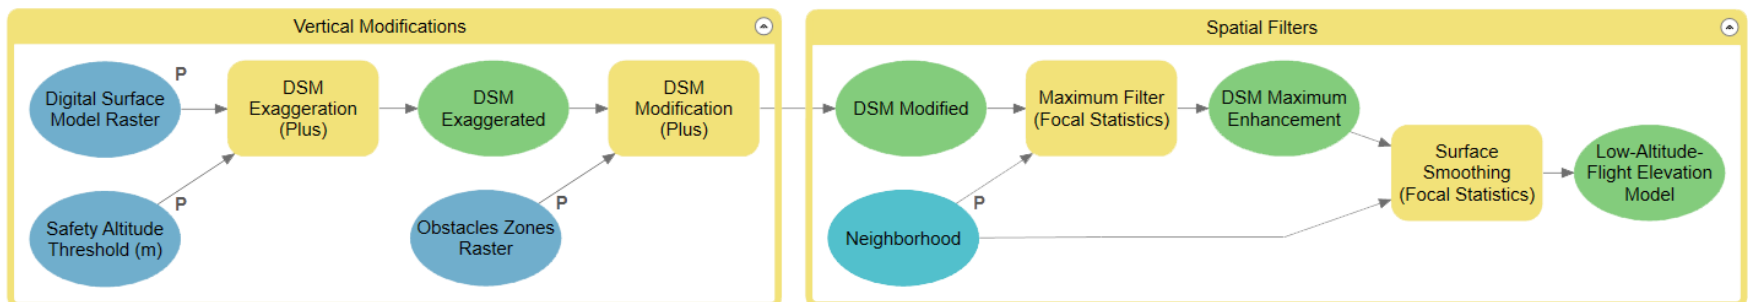 Vertical Modifications
Digital Surface
Model Raster
P
DSM
Exaggeration
(Plus)
DSM
Exaggerated
DSM
Modification
(Plus)
Safety Altitude
Threshold (m)
P
Obstacles Zones
Raster
P
Spatial Filters
DSM Modified
Maximum Filter
(Focal Statistics)
DSM Maximum
Enhancement
Surface
Smoothing
(Focal Statistics)
Low-Altitude-
Flight Elevation
Model
Neighborhood
P